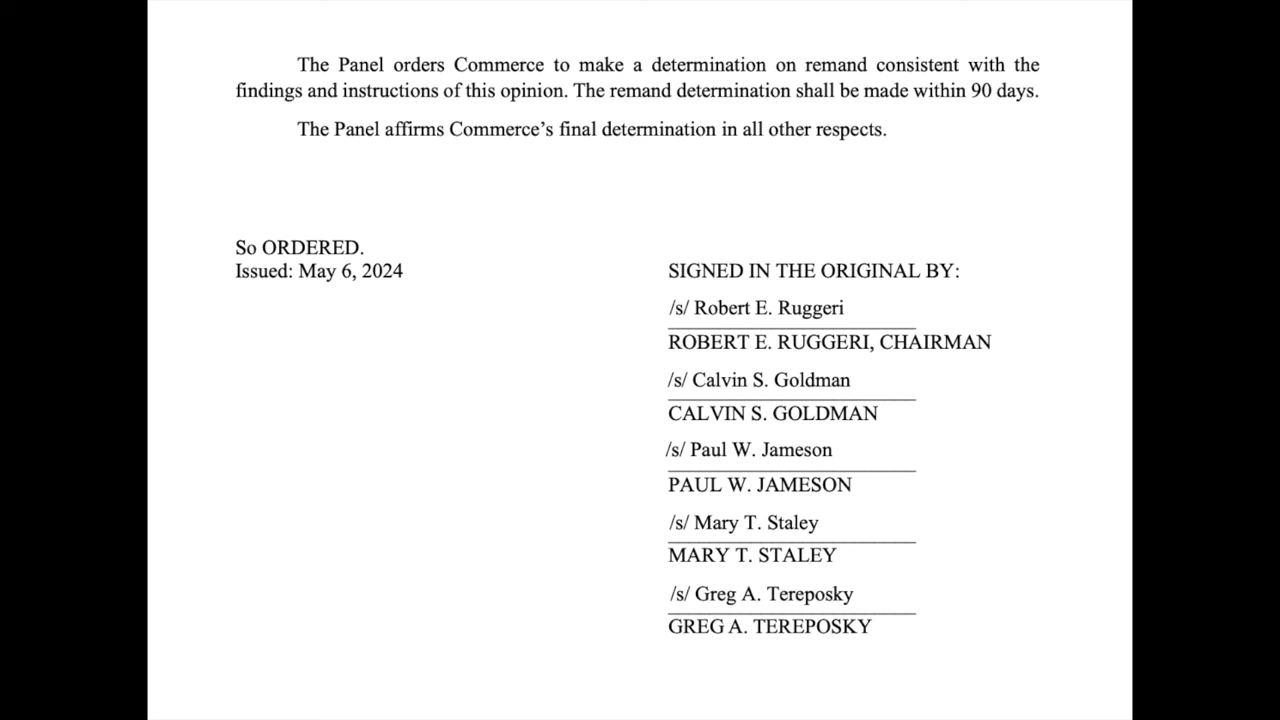 The Panel orders Commerce to make a determination on remand consistent with the
findings and instructions of this opinion. The remand determination shall be made within 90 days.
The Panel affirms Commerce’s final determination in all other respects.
So ORDERED.
Issued: May 6, 2024
SIGNED IN THE ORIGINAL BY:
/s/ Robert E. Ruggeri
ROBERT E. RUGGERI, CHAIRMAN
/s/ Calvin S. Goldman
CALVIN S. GOLDMAN
/s/ Paul W. Jameson
PAUL W. JAMESON
/s/ Mary T. Staley
MARY T. STALEY
/s/ Greg A. Tereposky
GREG A. TEREPOSKY